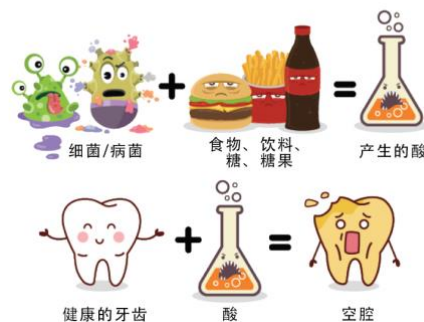 细菌/病菌
食物、饮料、
糖、糖果
产生的酸
健康的牙齿
酸
空腔